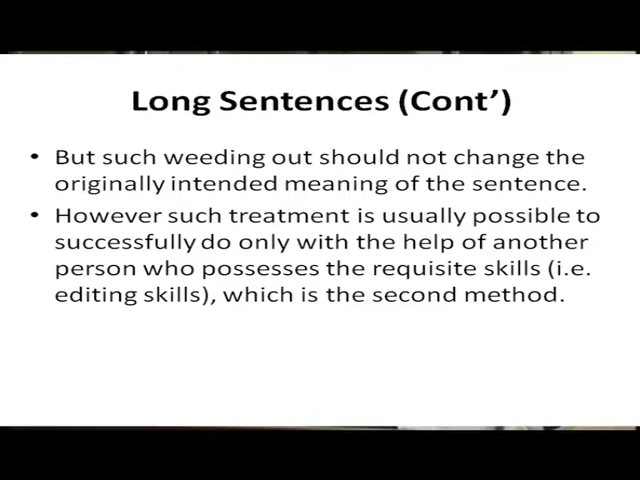 Long Sentences (Cont’)
• But such weeding out should not change the
originally intended meaning of the sentence.
• However such treatment is usually possible to
successfully do only with the help of another
person who possesses the requisite skills (i.e.
editing skills), which is the second method.